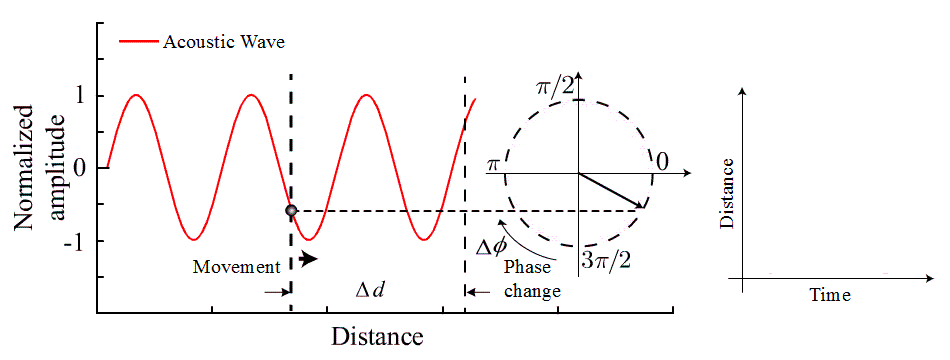 Acoustic Wave
Normalized
amplitude
1
0
-1
Movement
Δd
Distance
π/2
π
0
3π/2
Δϕ
Phase
change
Distance
Time